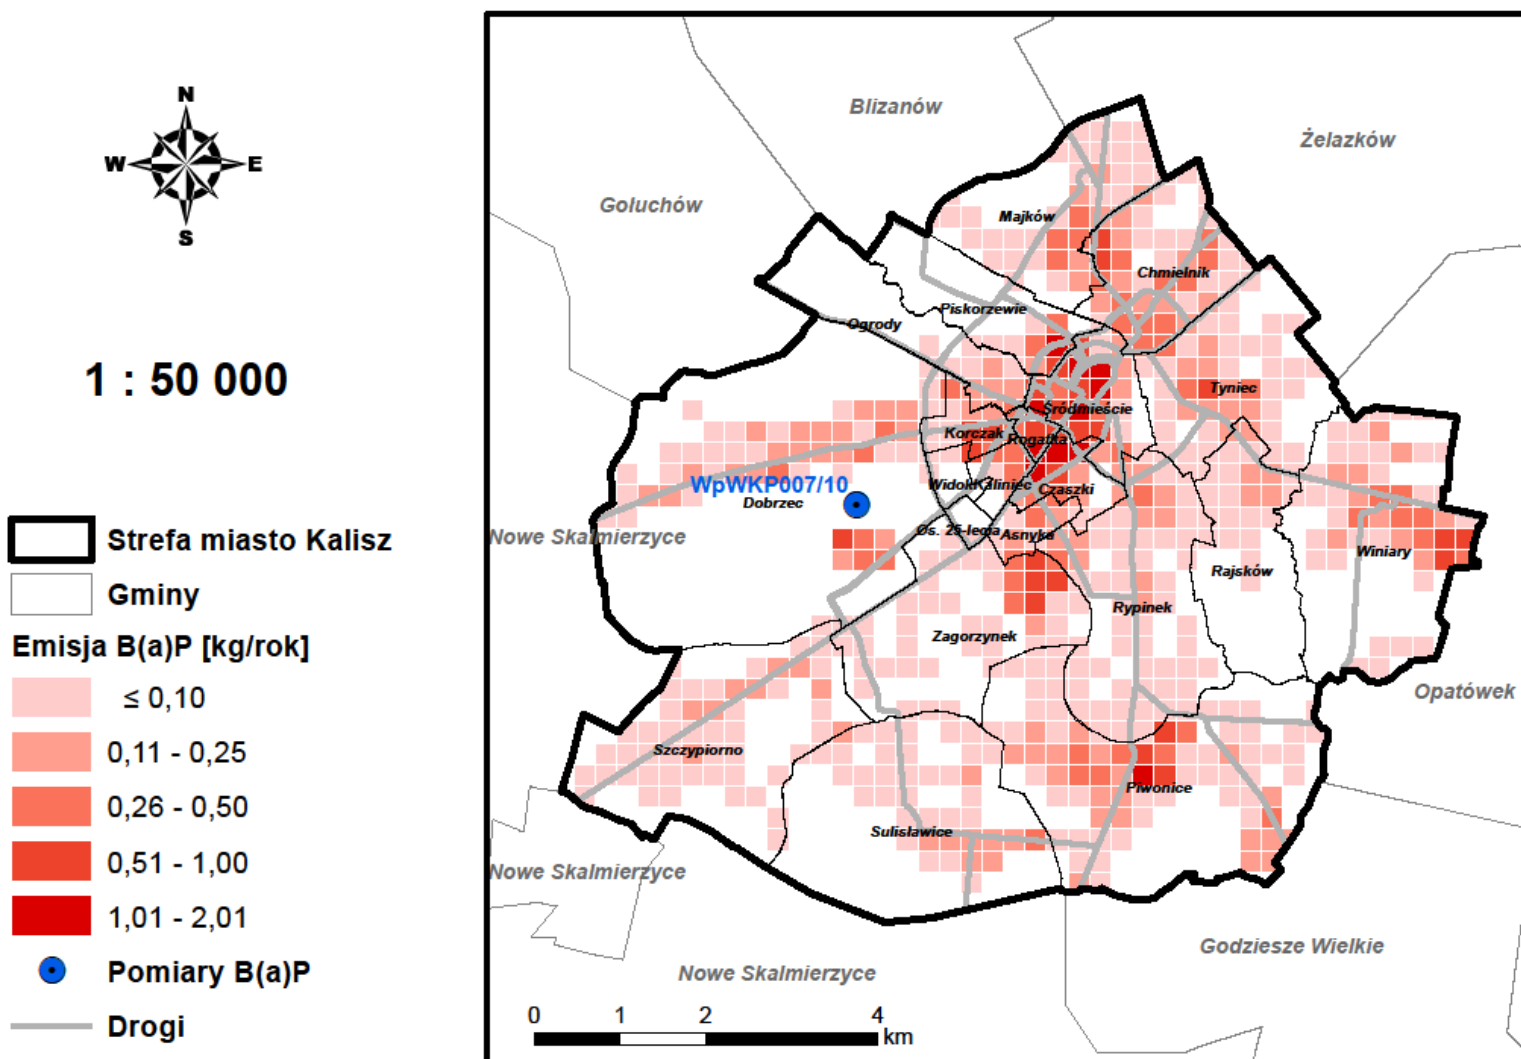 N
W
E
S
1 : 50 000
Strefa miasto Kalisz
Gminy
Emisja B(a)P [kg/rok]
≤ 0,10
0,11 - 0,25
0,26 - 0,50
0,51 - 1,00
1,01 - 2,01
Pomiary B(a)P
Drogi
Blizanów
Żelazków
Gołuchów
Majków
Chmielnik
Piskorzewie
Ogrody
Tyniec
Śródmieście
Korczak
Rogatka
WpWKP007/10
Widok
Kaliniec
Czaszki
Dobrzec
Nowe Skalmierzyce
Os. 25-lecia
Asnyka
Winiary
Rajsków
Rypinek
Zagorzynek
Opatówek
Szczypiorno
Piwonice
Sulisławice
Nowe Skalmierzyce
Godziesze Wielkie
Nowe Skalmierzyce
0 1 2 4
km